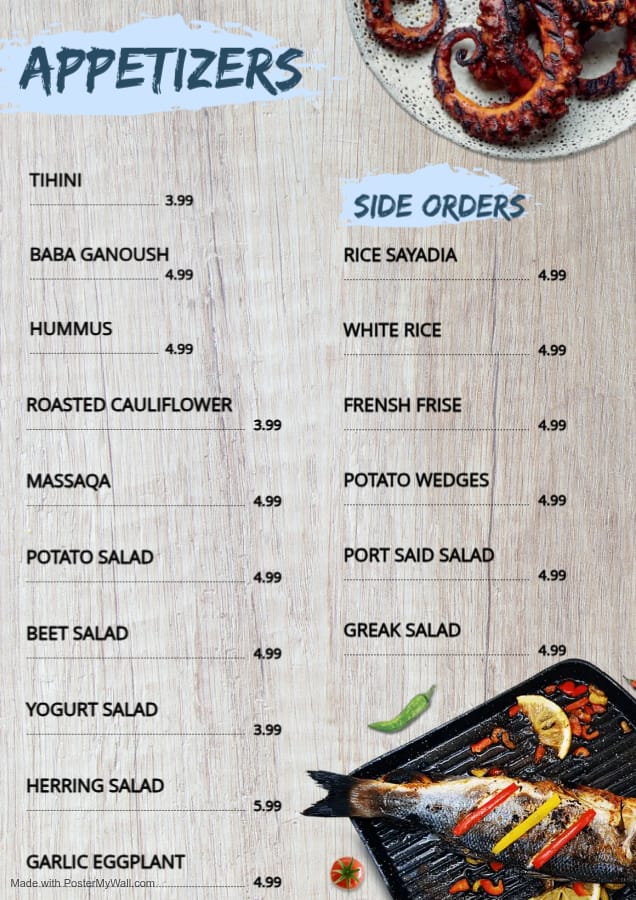 APPETIZERS
TIHINI
3.99
BABA GANOUSH
4.99
HUMMUS
4.99
ROASTED CAULIFLOWER
3.99
MASSAQA
4.99
POTATO SALAD
4.99
BEET SALAD
4.99
YOGURT SALAD
3.99
HERRING SALAD
5.99
GARLIC EGGPLANT
4.99
SIDE ORDERS
RICE SAYADIA
4.99
WHITE RICE
4.99
FRENSH FRISE
4.99
POTATO WEDGES
4.99
PORT SAID SALAD
4.99
GREAK SALAD
4.99
Made with PosterMyWall.com